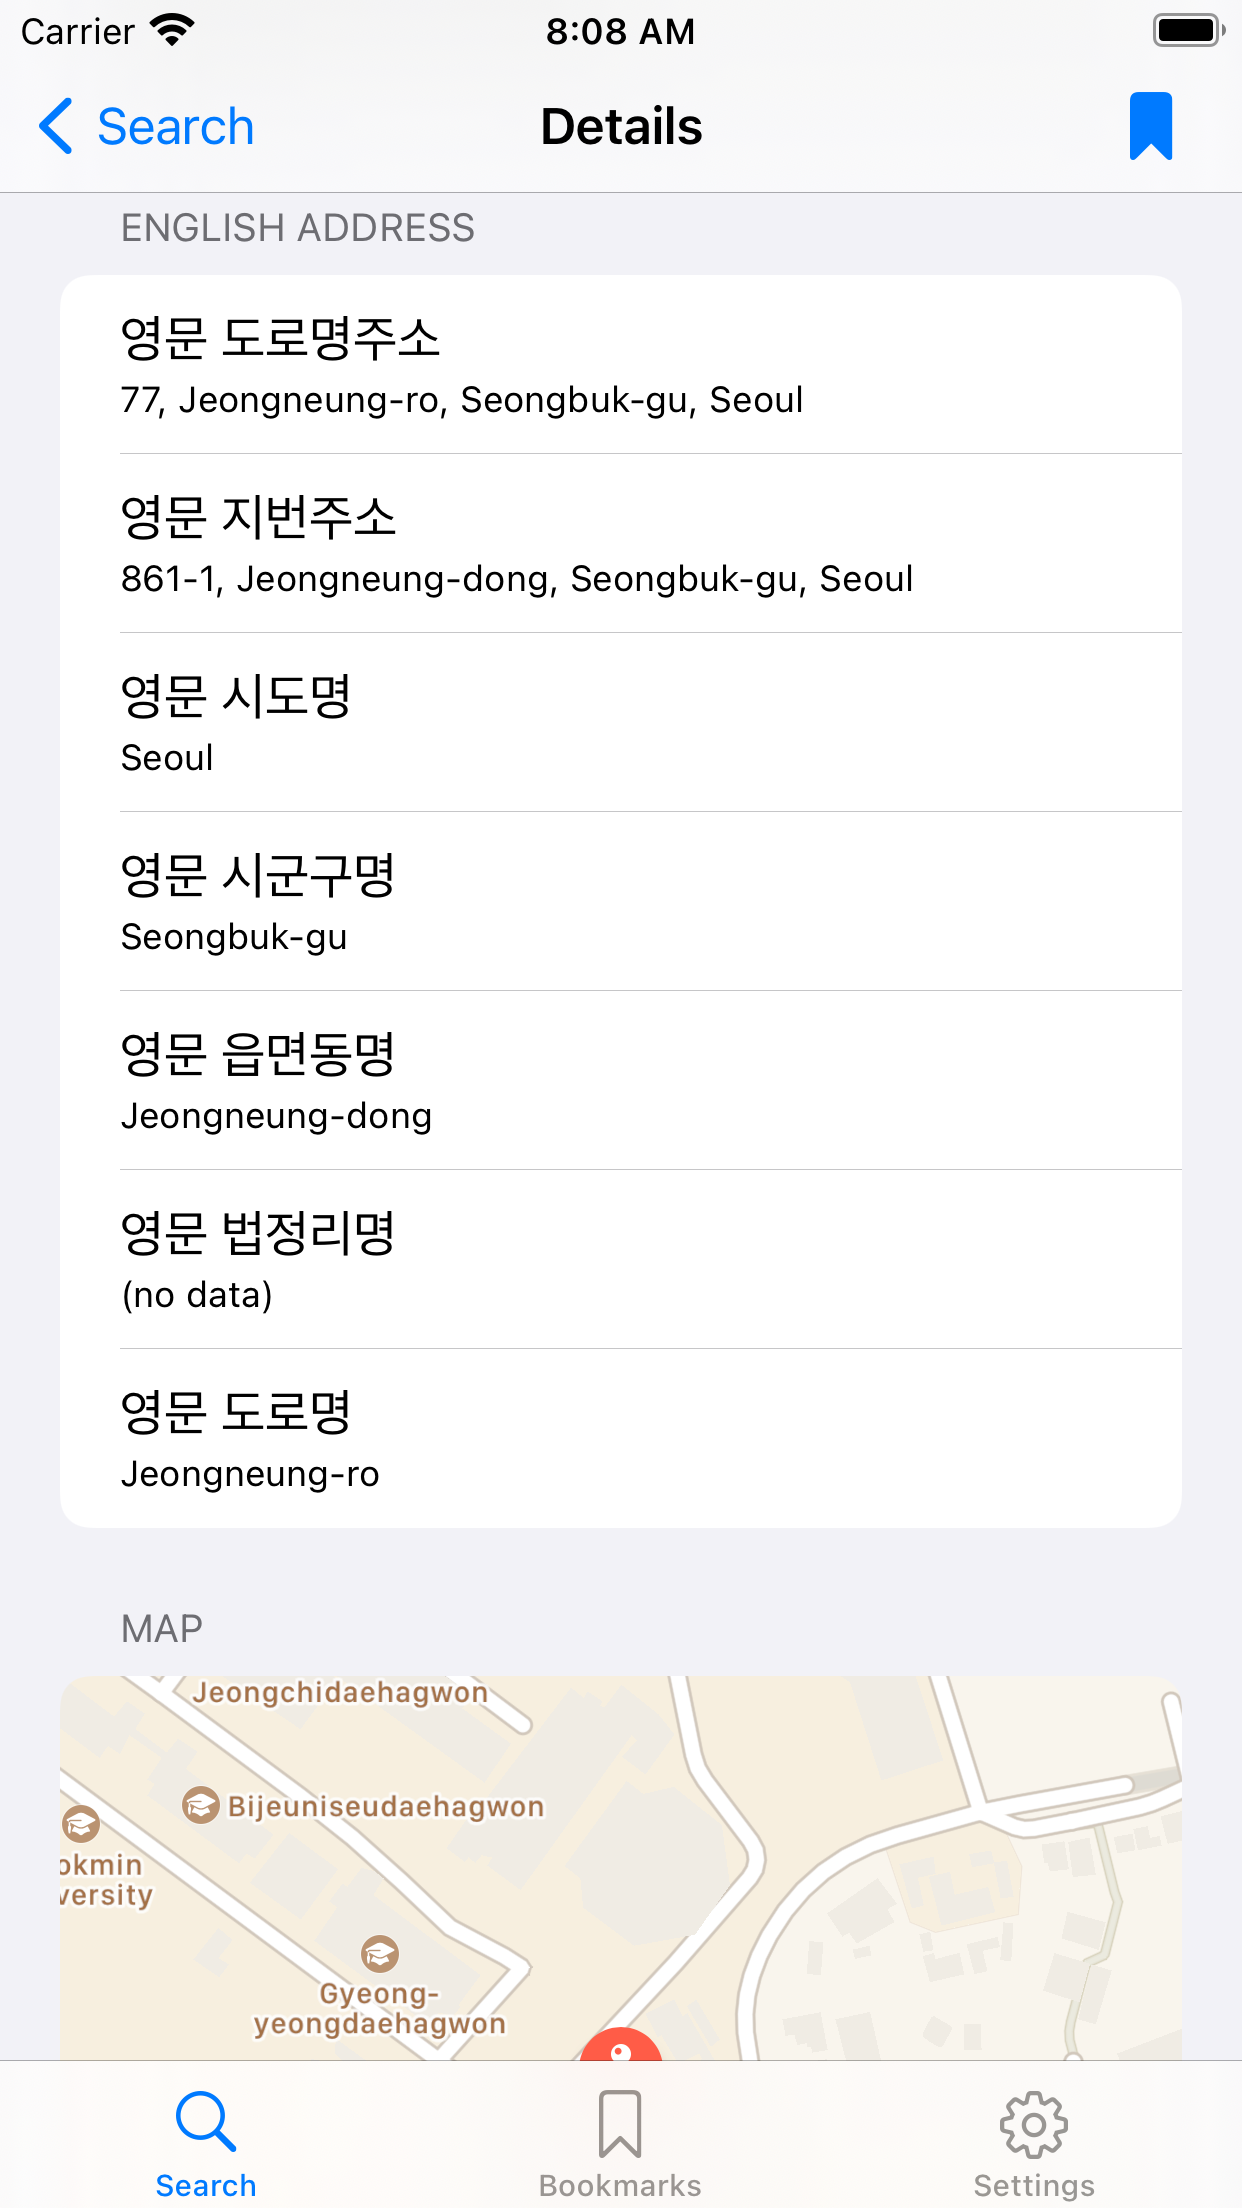 Carrier 8:08 AM
Search Details
ENGLISH ADDRESS
영문 도로명주소
77, Jeongneung-ro, Seongbuk-gu, Seoul
영문 지번주소
861-1, Jeongneung-dong, Seongbuk-gu, Seoul
영문 시도명
Seoul
영문 시군구명
Seongbuk-gu
영문 읍면동명
Jeongneung-dong
영문 법정리명
(no data)
영문 도로명
Jeongneung-ro
MAP
Jeongchidaehagwon
Bijeuniseudaehagwon
okmin
versity
Gyeong-
yeongdaehagwon
Search Bookmarks Settings